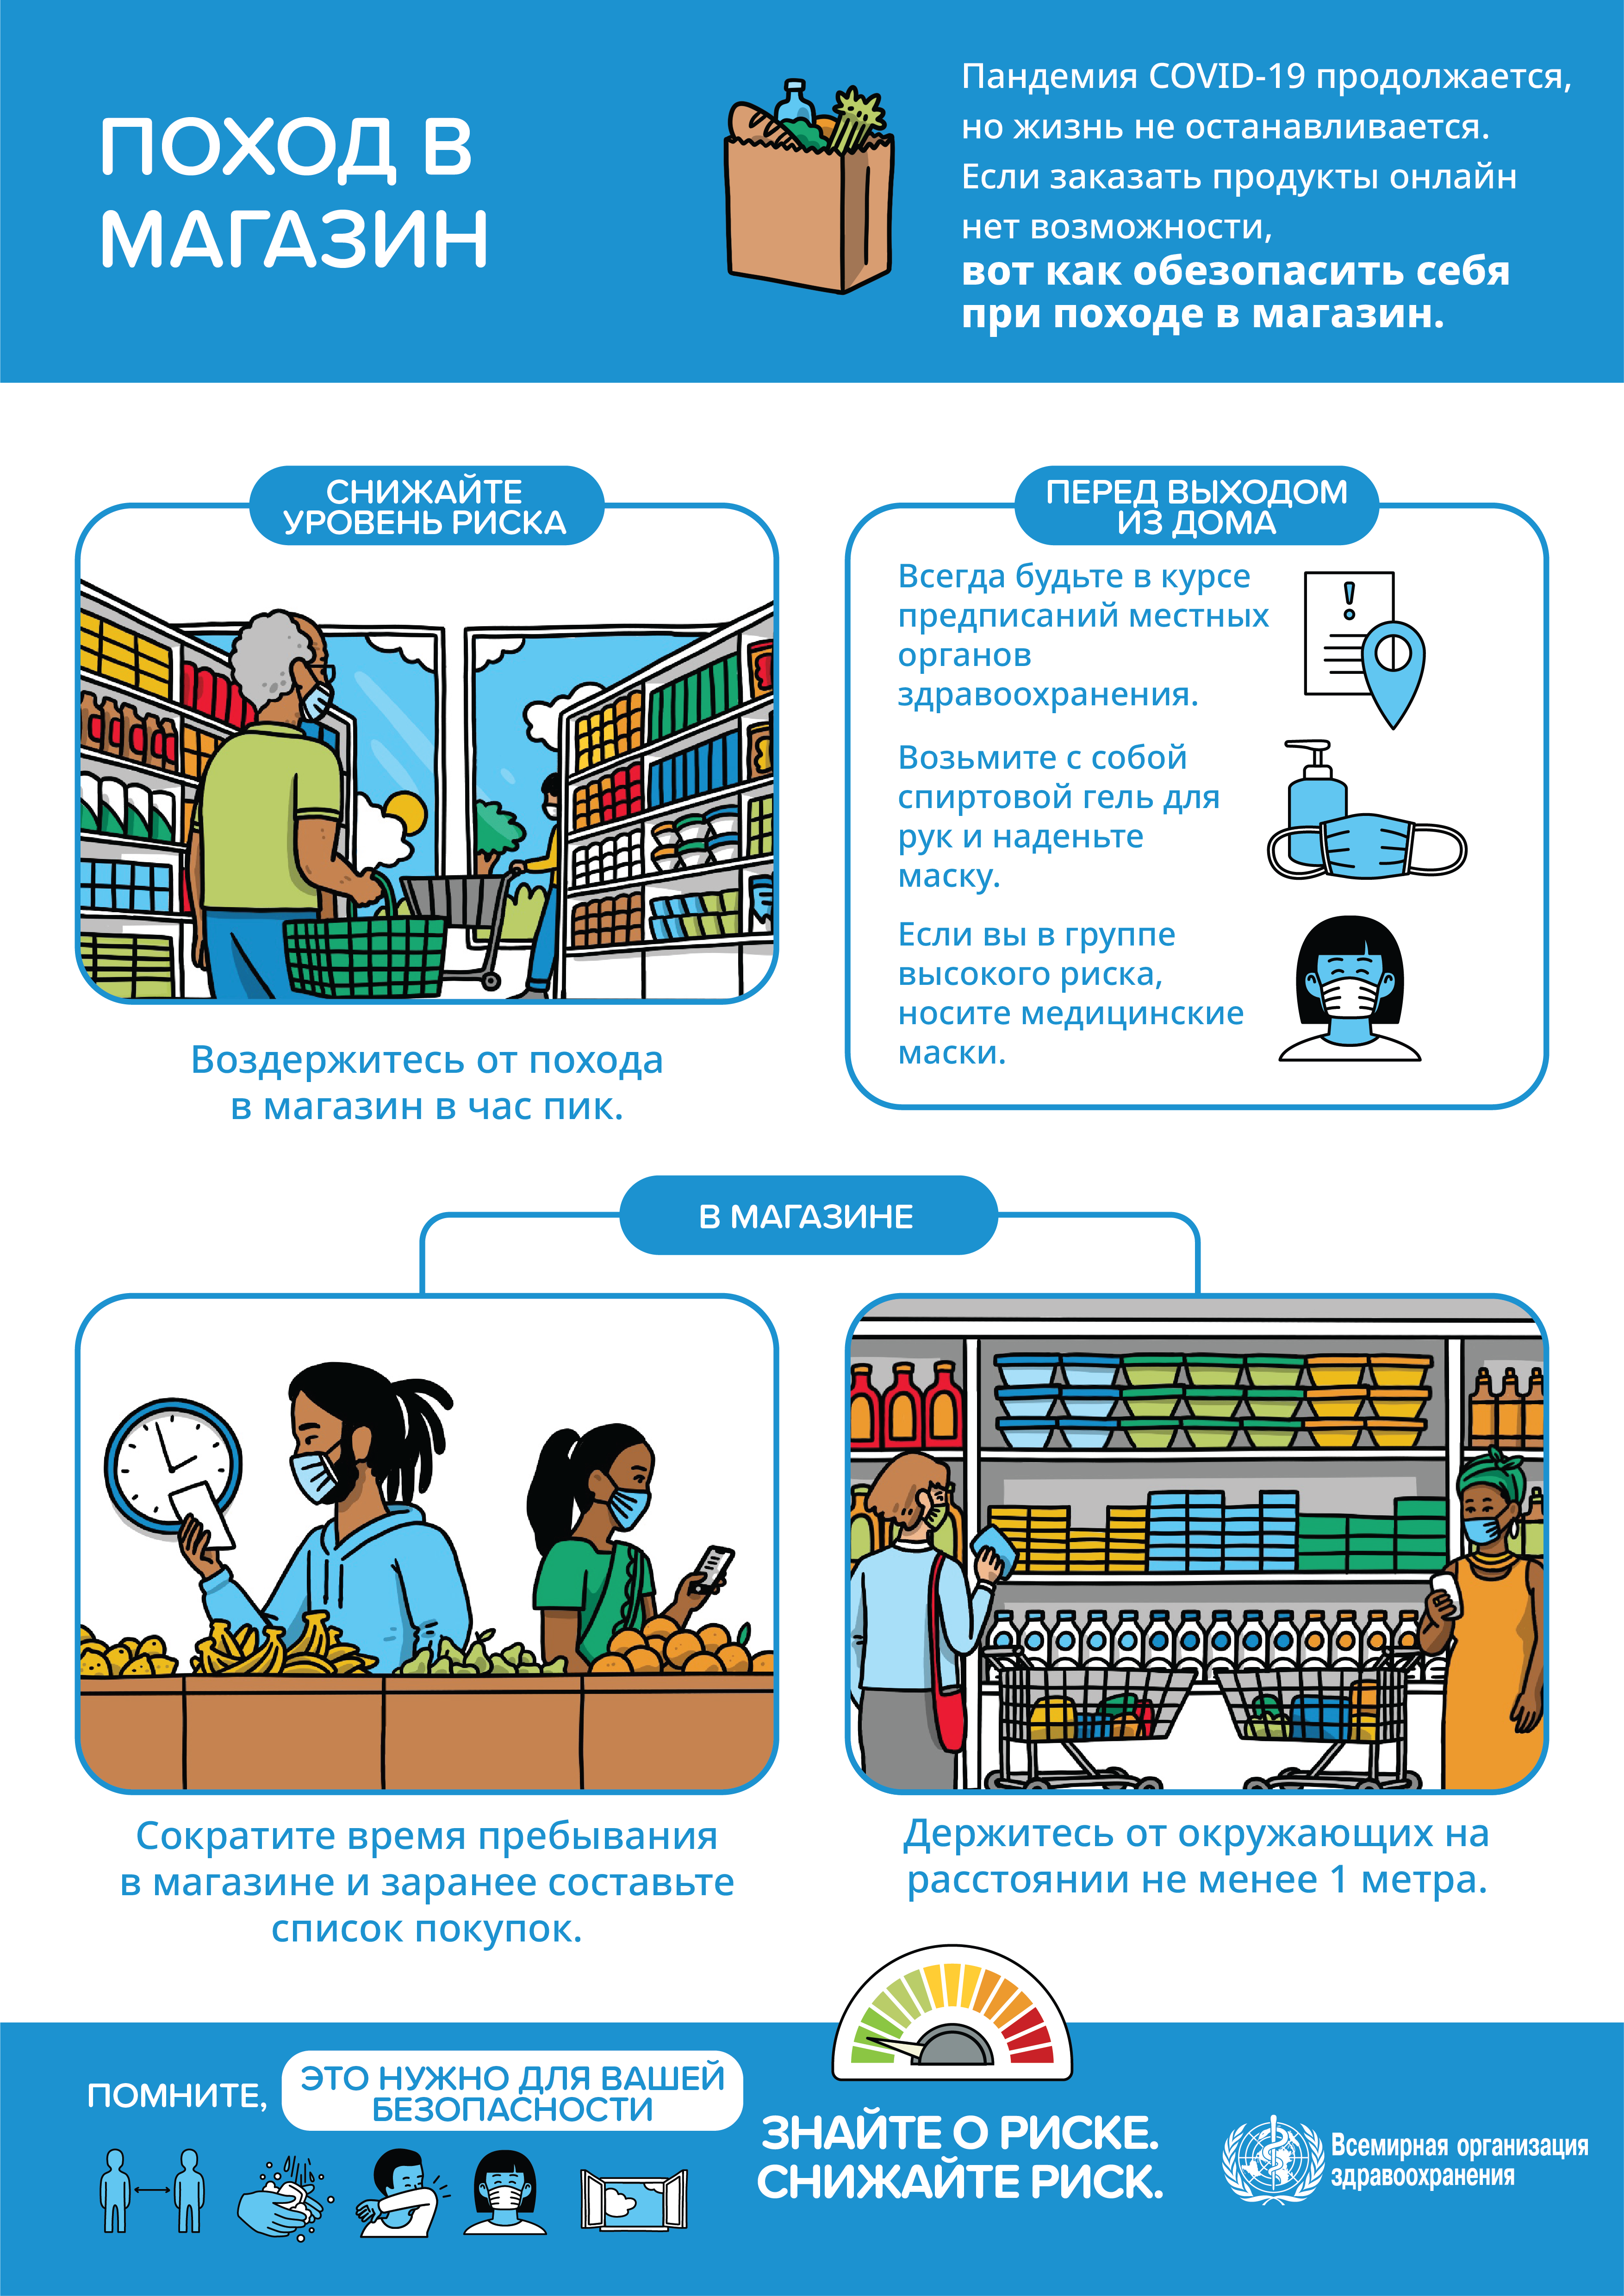 ПОХОД В
МАГАЗИН
Пандемия COVID-19 продолжается,
но жизнь не останавливается.
Если заказать продукты онлайн
нет возможности,
вот как обезопасить себя
при походе в магазин.
СНИЖАЙТЕ
УРОВЕНЬ РИСКА
Воздержитесь от похода
в магазин в час пик.
ПЕРЕД ВЫХОДОМ
ИЗ ДОМА
Всегда будьте в курсе
предписаний местных
органов
здравоохранения.
Возьмите с собой
спиртовой гель для
рук и наденьте
маску.
Если вы в группе
высокого риска,
носите медицинские
маски.
В МАГАЗИНЕ
Сократите время пребывания
в магазине и заранее составьте
список покупок.
Держитесь от окружающих на
расстоянии не менее 1 метра.
ПОМНИТЕ,
ЭТО НУЖНО ДЛЯ ВАШЕЙ
БЕЗОПАСНОСТИ
ЗНАЙТЕ О РИСКЕ.
СНИЖАЙТЕ РИСК.
Всемирная организация
здравоохранения